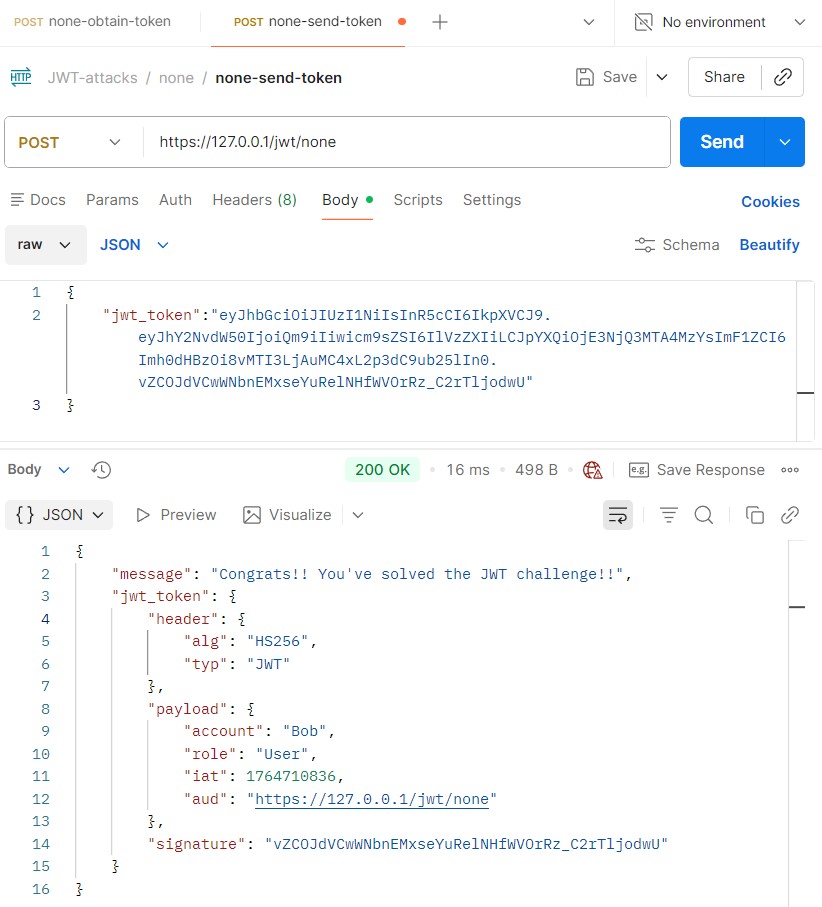 POST none-obtain-token
POST none-send-token
No environment
HTTP JWT-attacks / none / none-send-token
Save
Share
POST
https://127.0.0.1/jwt/none
Send
Docs Params Auth Headers (8) Body Scripts Settings Cookies
raw JSON Schema Beautify
1 {
2 "jwt_token":"eyJhbGciOiJIUzI1NiIsInR5cCI6IkpXVCJ9.
eyJhY2NvdW50IjoiQm9iIiwicm9sZSI6IlVzZXIiLCJpYXQiOjE3NjQ3MTA4MzYsImF1ZCI6
Imh0dHBzOi8vMTI3LjAuMC4xL2p3dC9ub25lIn0.
vZCOJdVCwWNbnEMxseYuRelNHfWVOrRz_C2rTljodwU"
3 }
Body 200 OK 16 ms 498 B e.g. Save Response
{} JSON Preview Visualize
1 {
2 "message": "Congrats!! You've solved the JWT challenge!!",
3 "jwt_token": {
4 "header": {
5 "alg": "HS256",
6 "typ": "JWT"
7 },
8 "payload": {
9 "account": "Bob",
10 "role": "User",
11 "iat": 1764710836,
12 "aud": "https://127.0.0.1/jwt/none"
13 },
14 "signature": "vZCOJdVCwWNbnEMxseYuRelNHfWVOrRz_C2rTljodwU"
15 }
16 }